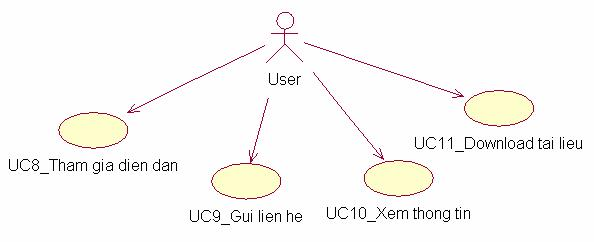 User
UC11_Download tai lieu
UC8_Tham gia dien dan
UC9_Gui lien he
UC10_Xem thong tin